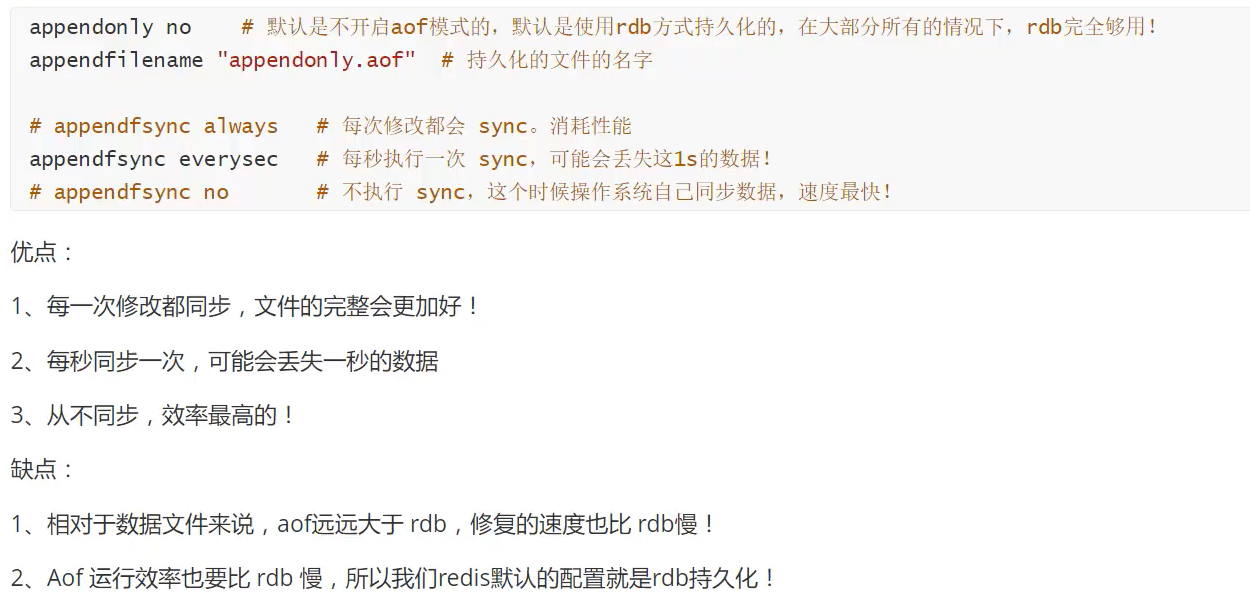 appendonly no    # 默认是不开启aof模式的，默认是使用rdb方式持久化的，在大部分所有的情况下，rdb完全够用！
appendfilename "appendonly.aof"  # 持久化的文件的名字
# appendfsync always   # 每次修改都会 sync。消耗性能
appendfsync everysec   # 每秒执行一次 sync，可能会丢失这1s的数据！
# appendfsync no       # 不执行 sync，这个时候操作系统自己同步数据，速度最快！
优点：
1、每一次修改都同步，文件的完整会更加好！
2、每秒同步一次，可能会丢失一秒的数据
3、从不同步，效率最高的！
缺点：
1、相对于数据文件来说，aof远远大于 rdb，修复的速度也比 rdb慢！
2、Aof 运行效率也要比 rdb 慢，所以我们redis默认的配置就是rdb持久化！